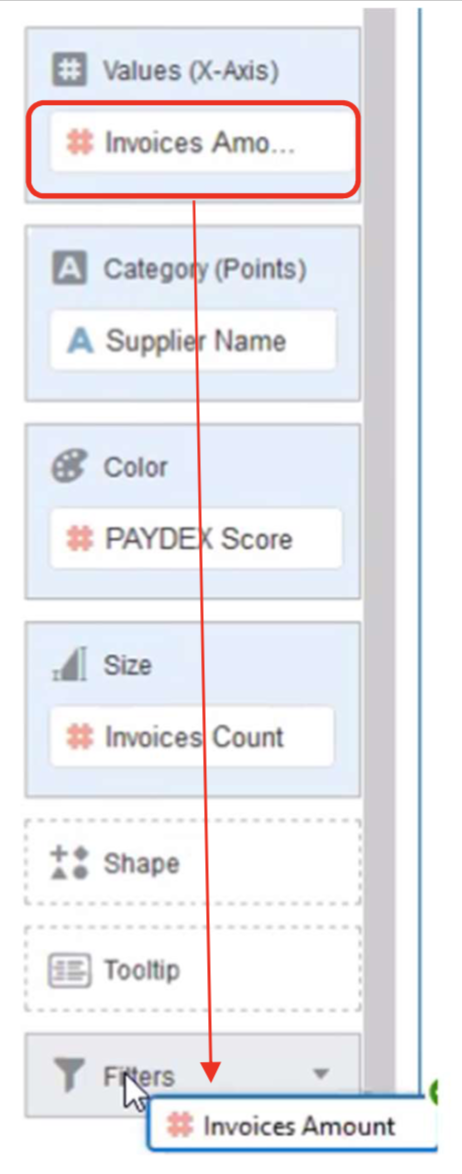 Values (X-Axis)
Invoices Amo...
Category (Points)
Supplier Name
Color
PAYDEX Score
Size
Invoices Count
Shape
Tooltip
Filters
Invoices Amount